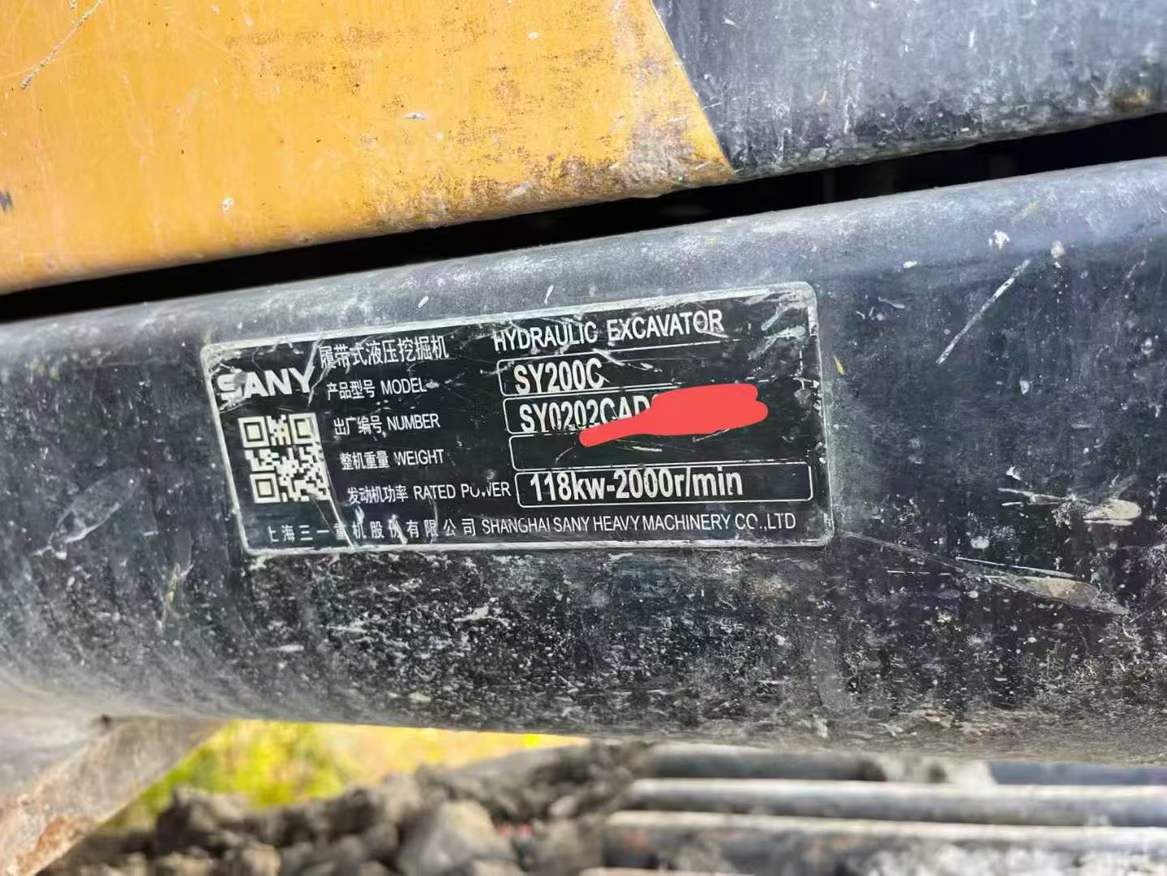 SANY 履带式液压挖掘机 HYDRAULIC EXCAVATOR
产品型号 MODEL SY200C
出厂编号 NUMBER SY0202CAD
整机重量 WEIGHT
发动机功率 RATED POWER 118kw-2000r/min
上海三一重机股份有限公司 SHANGHAI SANY HEAVY MACHINERY CO.,LTD